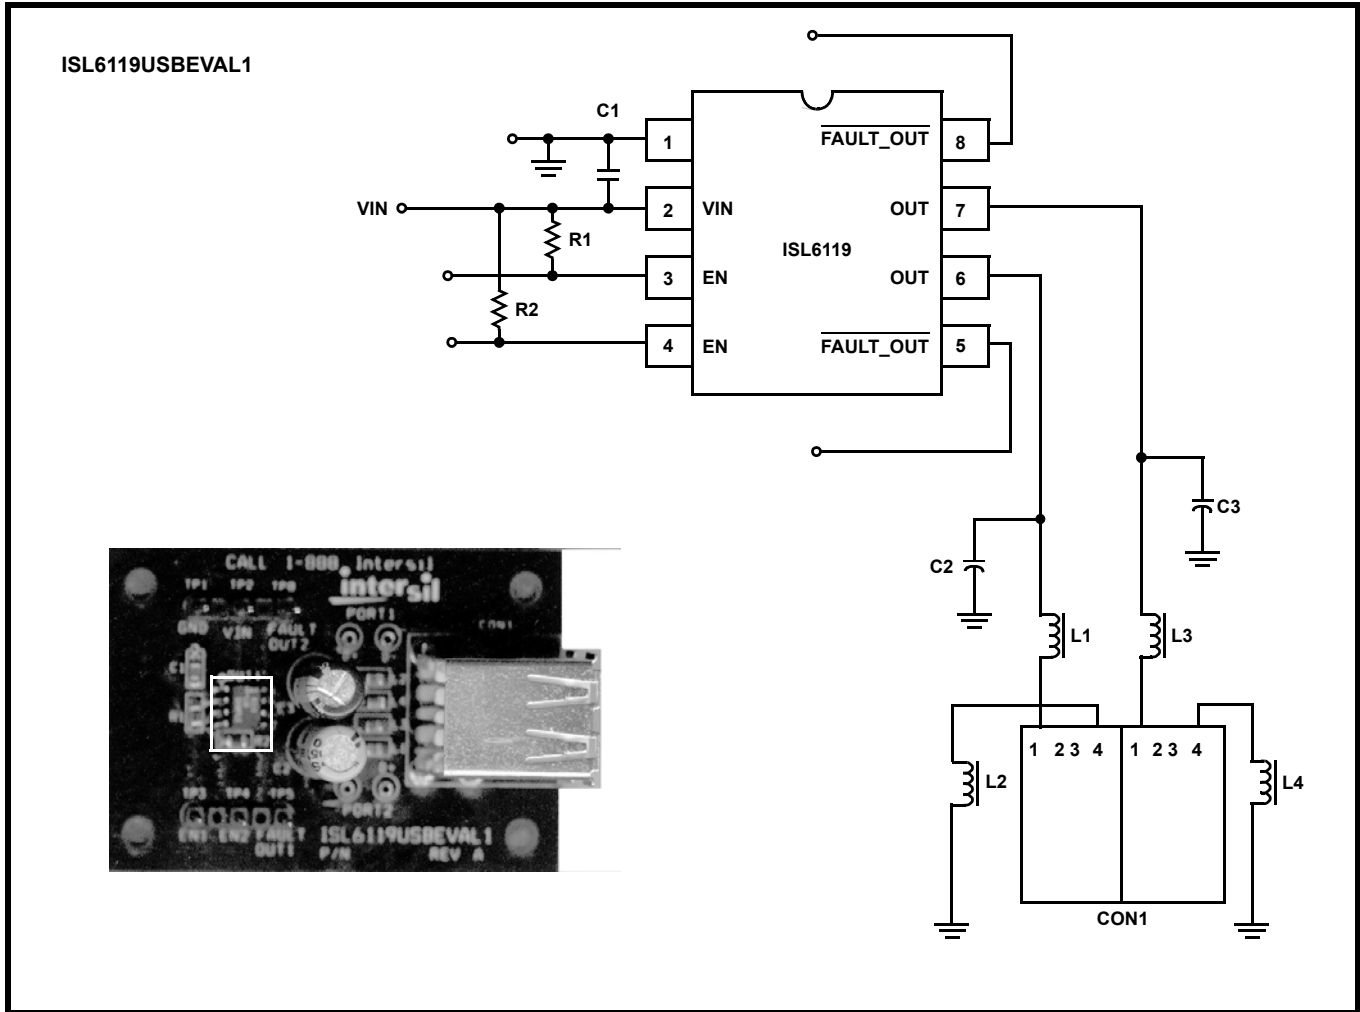 ISL6119USBEVAL1
C1
1
FAULT_OUT
8
VIN
2
VIN
OUT
7
R1
ISL6119
3
EN
OUT
6
R2
4
EN
FAULT_OUT
5
C3
C2
L1
L3
1 2 3 4 1 2 3 4
L2
L4
CON1
CALL 1-888 Intersil
intersil
TP1 TP2
PORT1
GND VIN FAULT
OUT2
CON1
C1
TP3 TP4 TP5
PORT2
EN1 EN2 FAULT
OUT1
ISL6119USBEVAL1
P/N REV A